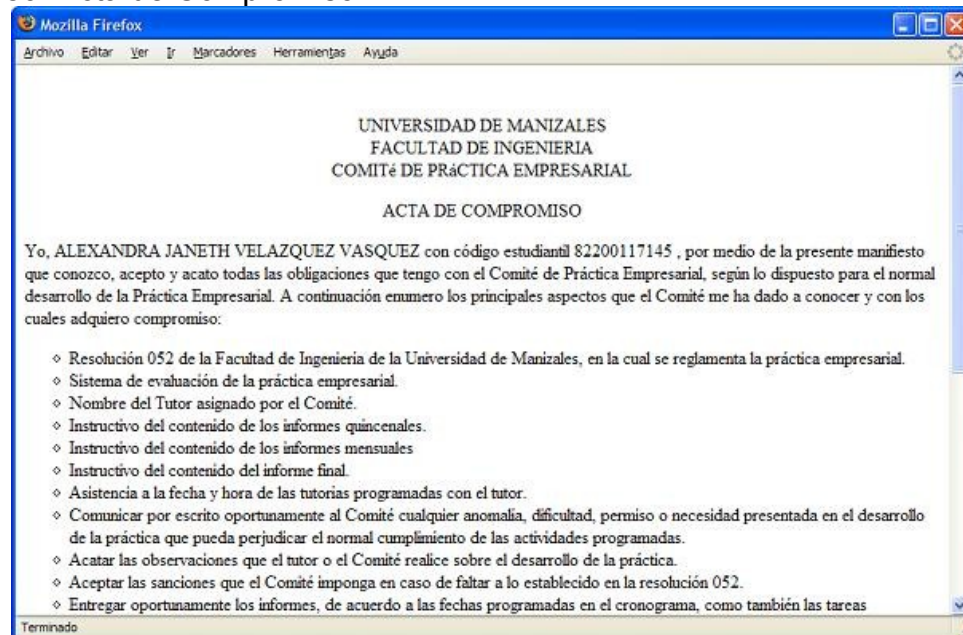 Mozilla Firefox
Archivo Editar Ver Ir Marcadores Herramientas Ayuda
UNIVERSIDAD DE MANIZALES
FACULTAD DE INGENIERIA
COMITé DE PRáCTICA EMPRESARIAL
ACTA DE COMPROMISO
Yo, ALEXANDRA JANETH VELAZQUEZ VASQUEZ con código estudiantil 82200117145 , por medio de la presente manifiesto
que conozco, acepto y acato todas las obligaciones que tengo con el Comité de Práctica Empresarial, según lo dispuesto para el normal
desarrollo de la Práctica Empresarial. A continuación enumero los principales aspectos que el Comité me ha dado a conocer y con los
cuales adquiero compromiso:
◇ Resolución 052 de la Facultad de Ingenieria de la Universidad de Manizales, en la cual se reglamenta la práctica empresarial.
◇ Sistema de evaluación de la práctica empresarial.
◇ Nombre del Tutor asignado por el Comité.
◇ Instructivo del contenido de los informes quincenales.
◇ Instructivo del contenido de los informes mensuales
◇ Instructivo del contenido del informe final.
◇ Asistencia a la fecha y hora de las tutorias programadas con el tutor.
◇ Comunicar por escrito oportunamente al Comité cualquier anomalia, dificultad, permiso o necesidad presentada en el desarrollo
de la práctica que pueda perjudicar el normal cumplimiento de las actividades programadas.
◇ Acatar las observaciones que el tutor o el Comité realice sobre el desarrollo de la práctica.
◇ Aceptar las sanciones que el Comité imponga en caso de faltar a lo establecido en la resolución 052.
◇ Entregar oportunamente los informes, de acuerdo a las fechas programadas en el cronograma, como también las tareas
Terminado